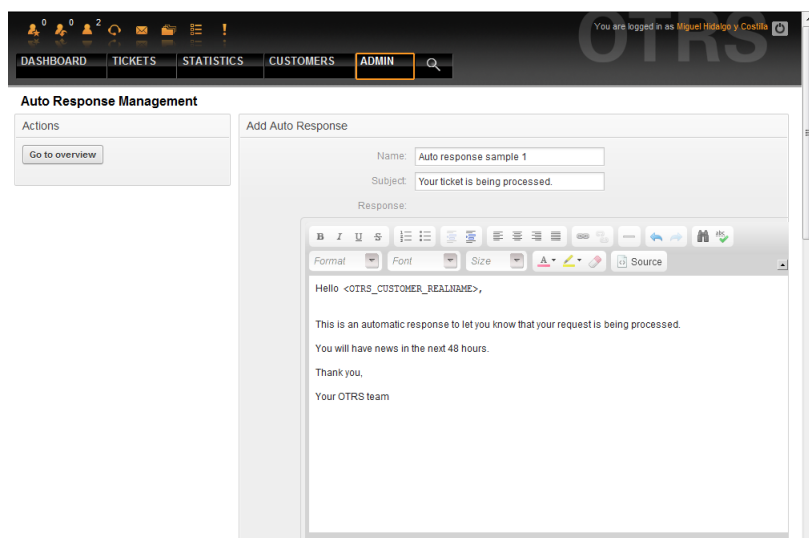 0 0 2
You are logged in as Miguel Hidalgo y Costilla
OTRS
DASHBOARD TICKETS STATISTICS CUSTOMERS ADMIN
Auto Response Management
Actions
Go to overview
Add Auto Response
Name: Auto response sample 1
Subject: Your ticket is being processed.
Response:
B I U S abc
Format Font Size A Source
Hello <OTRS_CUSTOMER_REALNAME>,
This is an automatic response to let you know that your request is being processed.
You will have news in the next 48 hours.
Thank you,
Your OTRS team